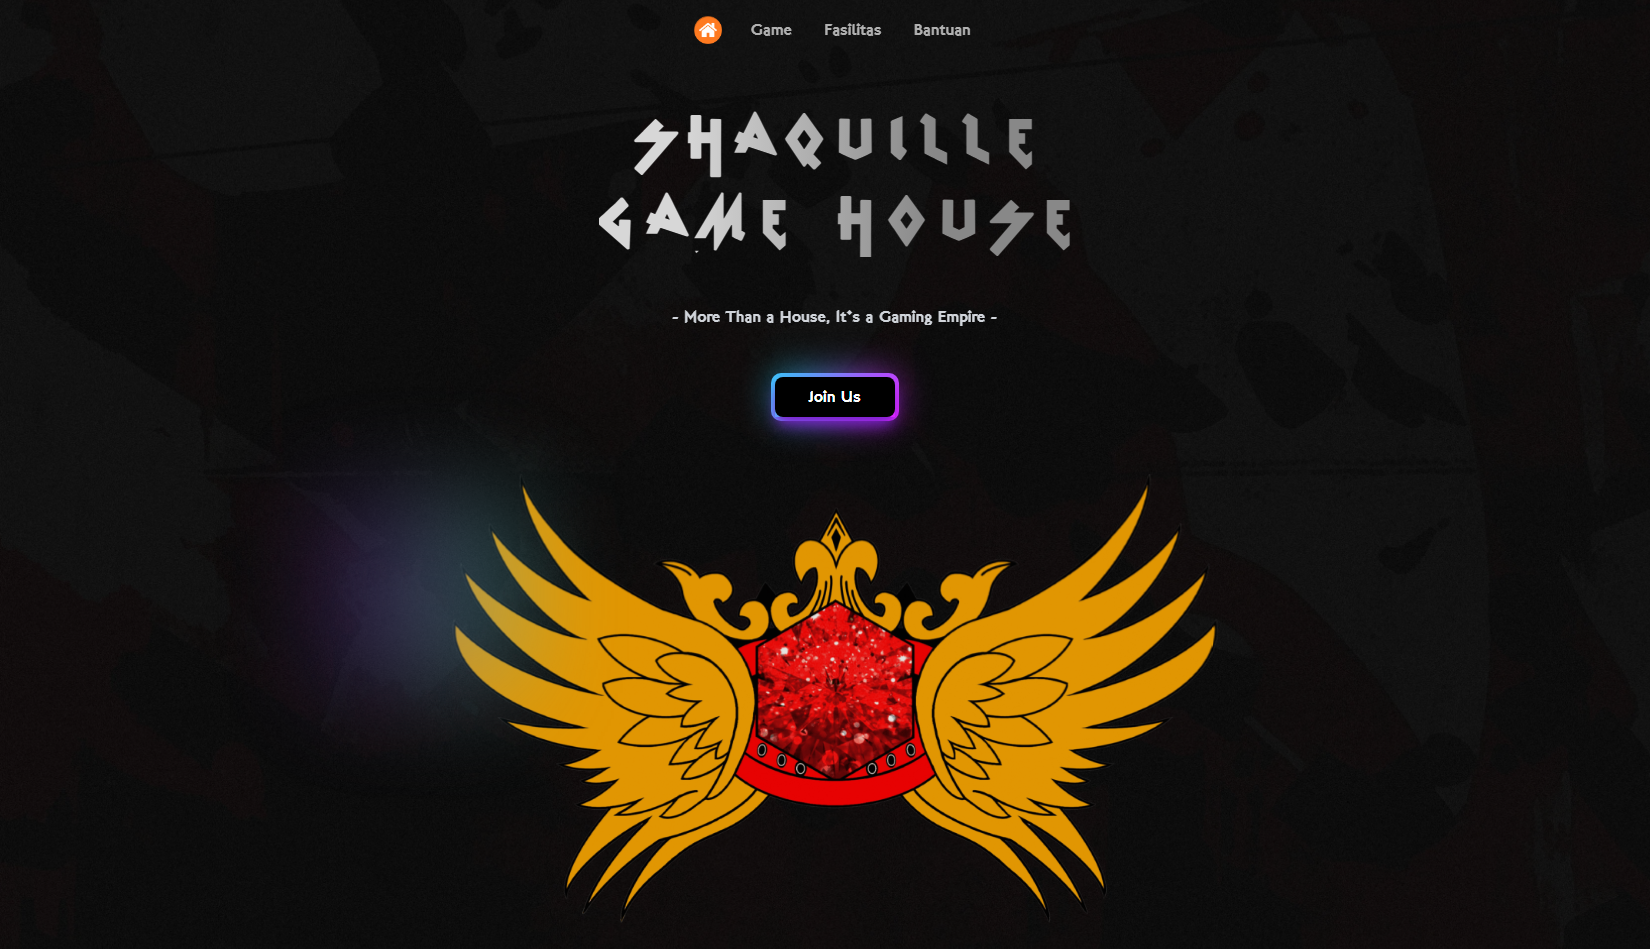 Game Fasilitas Bantuan
SHAQUILLE
GAME HOUSE
- More Than a House, It's a Gaming Empire -
Join Us